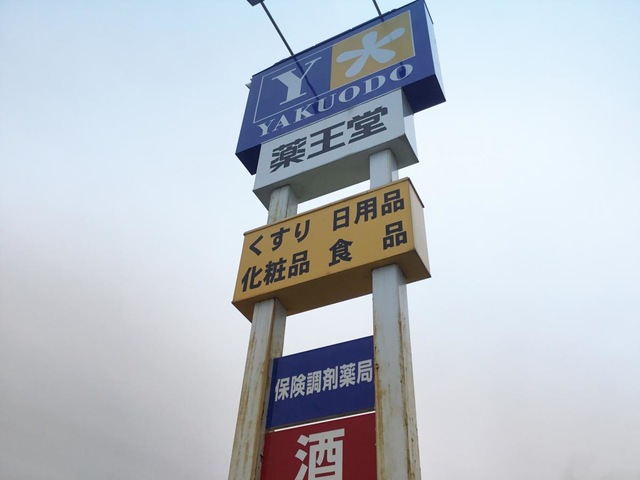 Y
YAKUODO
薬王堂
くすり 日用品
化粧品 食品
保険調剤薬局
酒